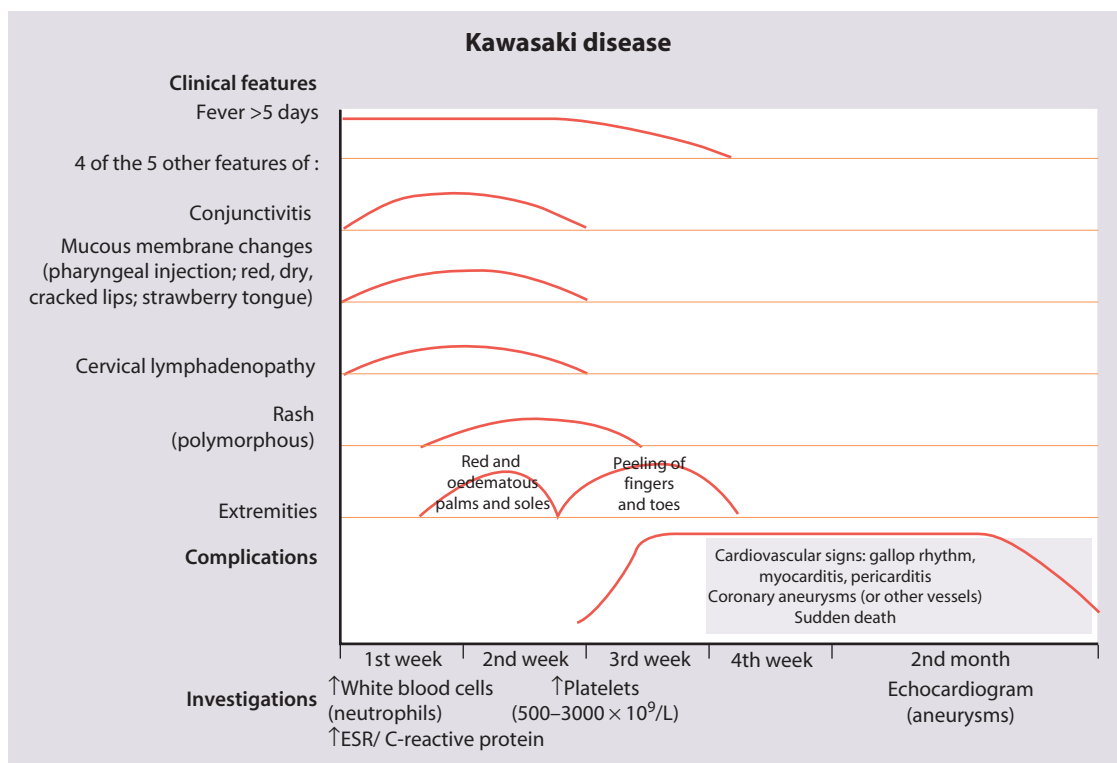 Kawasaki disease
Clinical features
Fever >5 days
4 of the 5 other features of :
Conjunctivitis
Mucous membrane changes
(pharyngeal injection; red, dry,
cracked lips; strawberry tongue)
Cervical lymphadenopathy
Rash
(polymorphous)
Extremities
Red and
oedematous
palms and soles
Peeling of
fingers
and toes
Complications
Cardiovascular signs: gallop rhythm,
myocarditis, pericarditis
Coronary aneurysms (or other vessels)
Sudden death
1st week
2nd week
3rd week
4th week
2nd month
Investigations
↑White blood cells
(neutrophils)
↑ESR/ C-reactive protein
↑Platelets
(500–3000 × 10⁹/L)
Echocardiogram
(aneurysms)